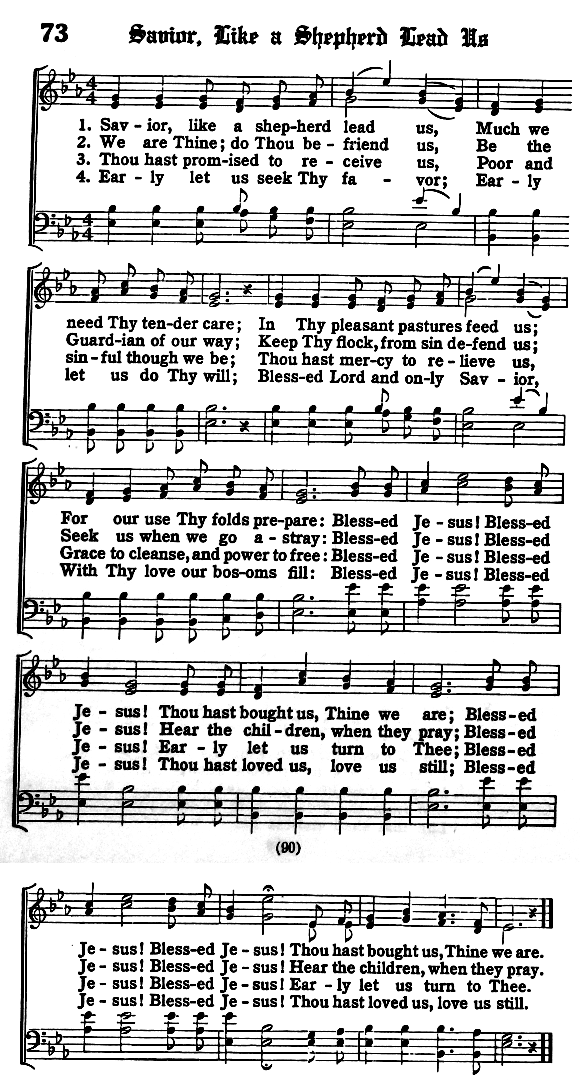 73 Savior, Like a Shepherd Lead Us
4 4
1. Sav - ior, like a shep-herd lead us, Much we
2. We are Thine; do Thou be - friend us, Be the
3. Thou hast prom-ised to re - ceive us, Poor and
4. Ear - ly let us seek Thy fa - vor; Ear - ly
4 4
need Thy ten-der care; In Thy pleasant pastures feed us;
Guard-ian of our way; Keep Thy flock, from sin de-fend us;
sin-ful though we be; Thou hast mer-cy to re-lieve us,
let us do Thy will; Bless-ed Lord and on-ly Sav - ior,
For our use Thy folds pre-pare: Bless-ed Je - sus! Bless-ed
Seek us when we go a - stray: Bless-ed Je - sus! Bless-ed
Grace to cleanse, and power to free: Bless-ed Je - sus! Bless-ed
With Thy love our bos-oms fill: Bless-ed Je - sus! Bless-ed
Je - sus! Thou hast bought us, Thine we are; Bless-ed
Je - sus! Hear the chil-dren, when they pray; Bless-ed
Je - sus! Ear - ly let us turn to Thee; Bless-ed
Je - sus! Thou hast loved us, love us still; Bless-ed
(90)
Je - sus! Bless-ed Je - sus! Thou hast bought us, Thine we are.
Je - sus! Bless-ed Je - sus! Hear the children, when they pray.
Je - sus! Bless-ed Je - sus! Ear - ly let us turn to Thee.
Je - sus! Bless-ed Je - sus! Thou hast loved us, love us still.